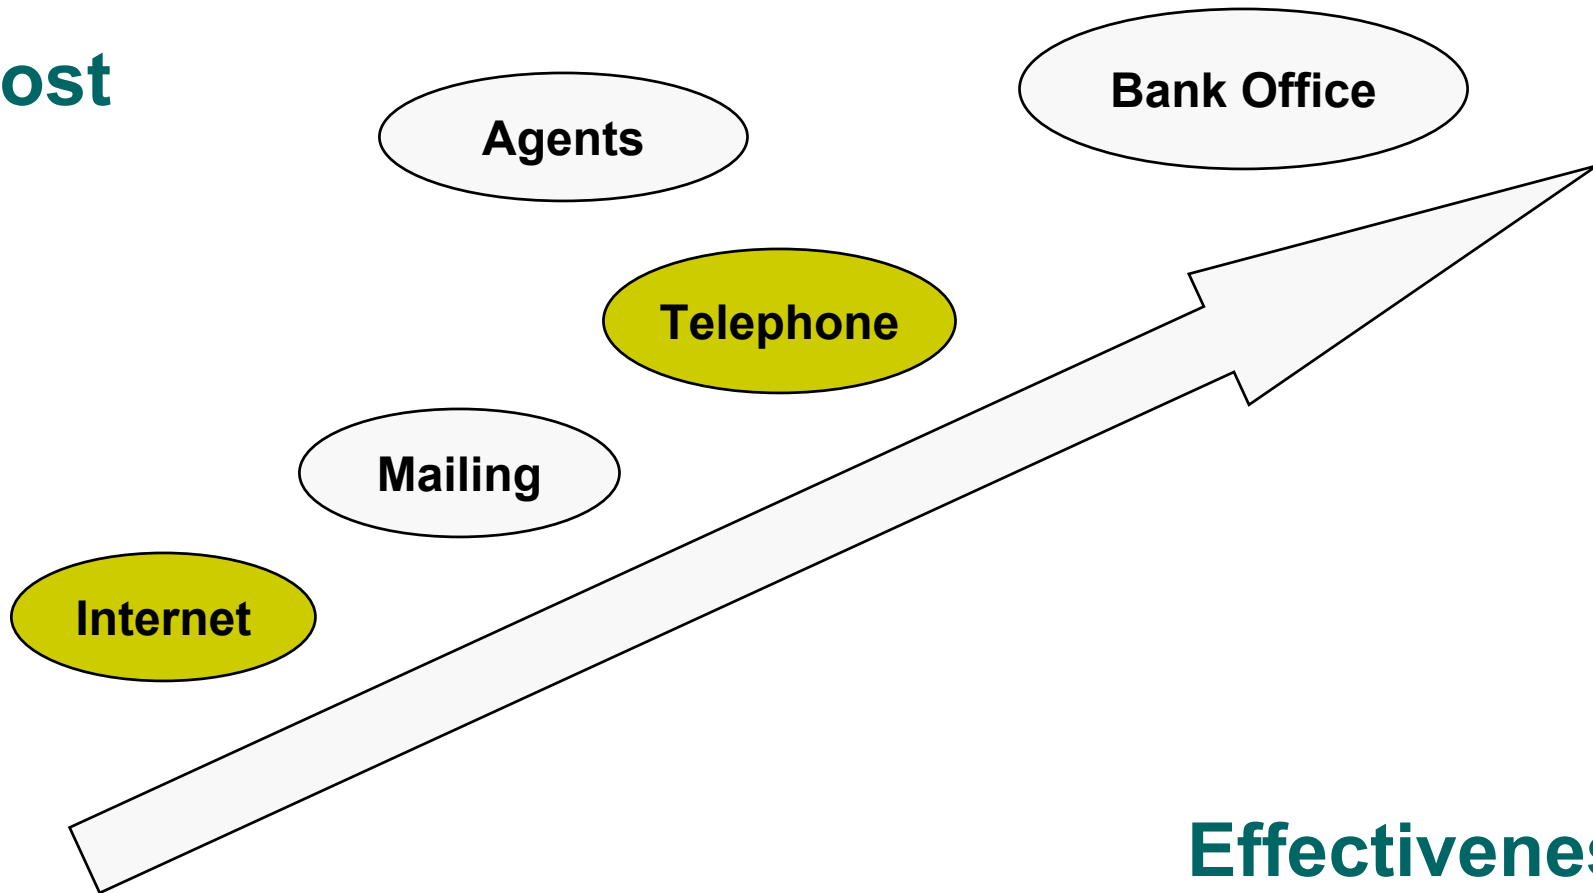 ost
Bank Office
Agents
Telephone
Mailing
Internet
Effectivenes